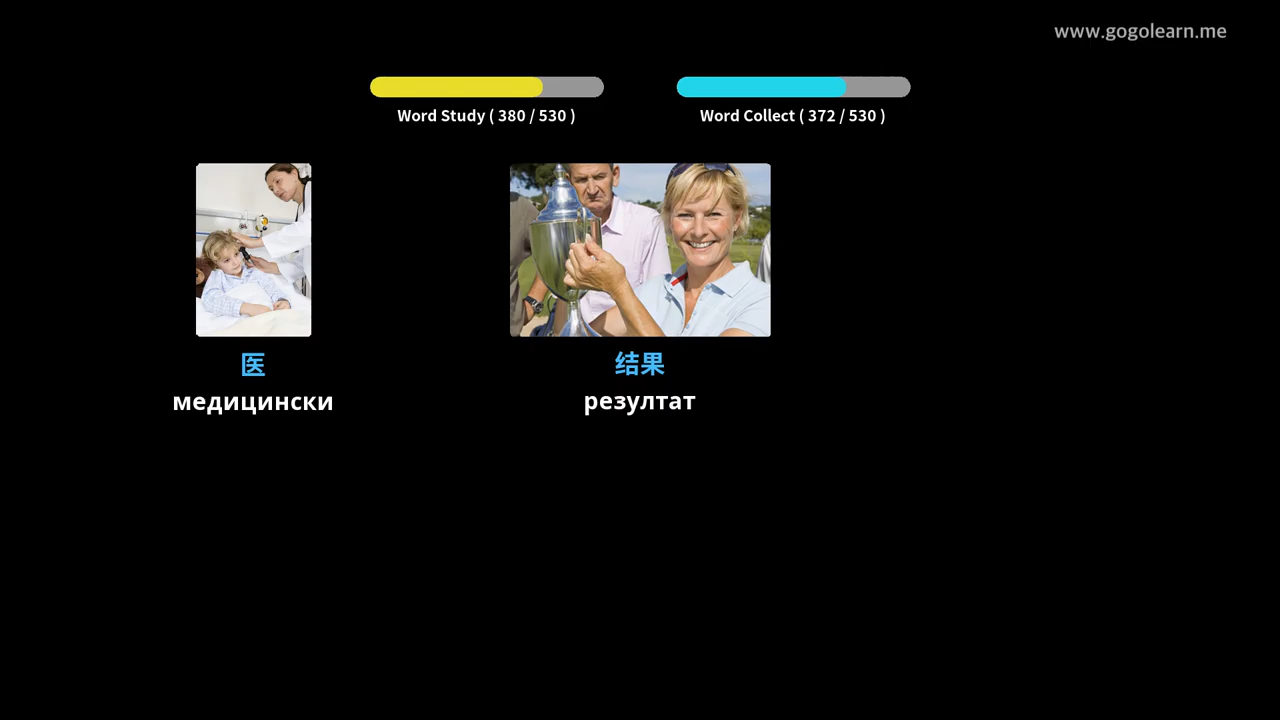 www.gogolearn.me
Word Study ( 380 / 530 )
Word Collect ( 372 / 530 )
医
медицински
结果
резултат